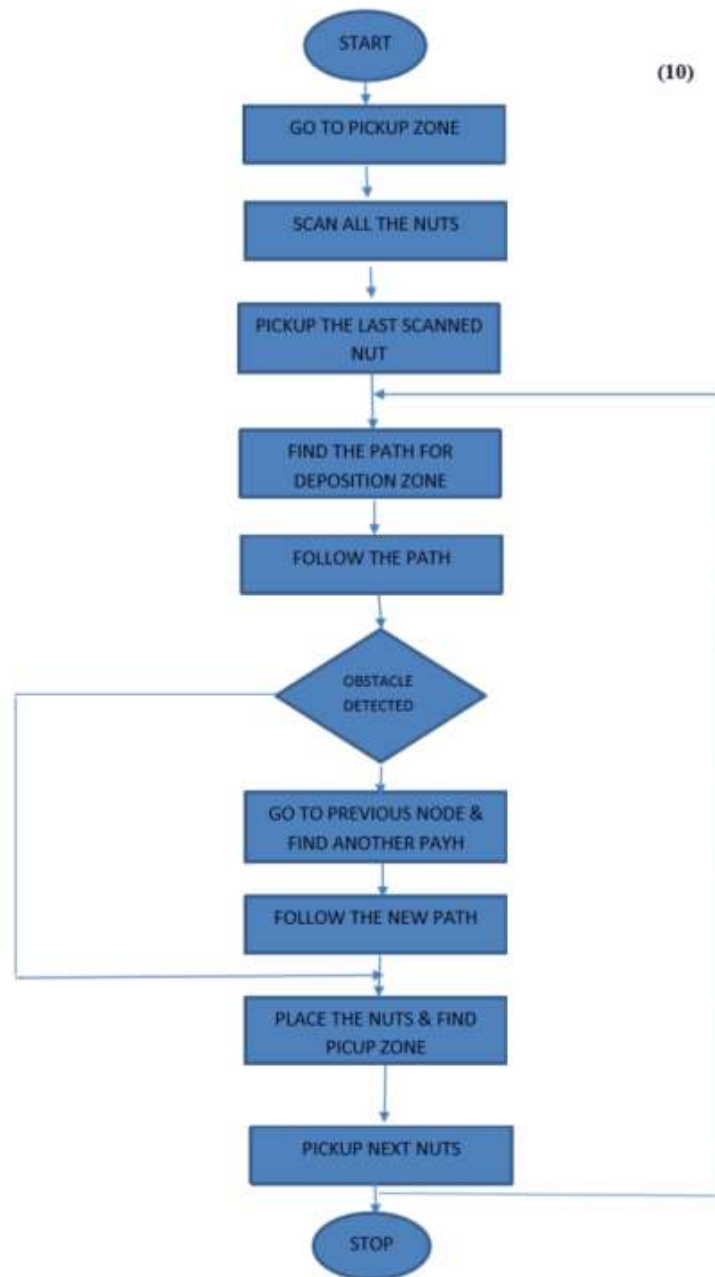 START
(10)
GO TO PICKUP ZONE
SCAN ALL THE NUTS
PICKUP THE LAST SCANNED
NUT
FIND THE PATH FOR
DEPOSITION ZONE
FOLLOW THE PATH
OBSTACLE
DETECTED
GO TO PREVIOUS NODE &
FIND ANOTHER PAYH
FOLLOW THE NEW PATH
PLACE THE NUTS & FIND
PICUP ZONE
PICKUP NEXT NUTS
STOP